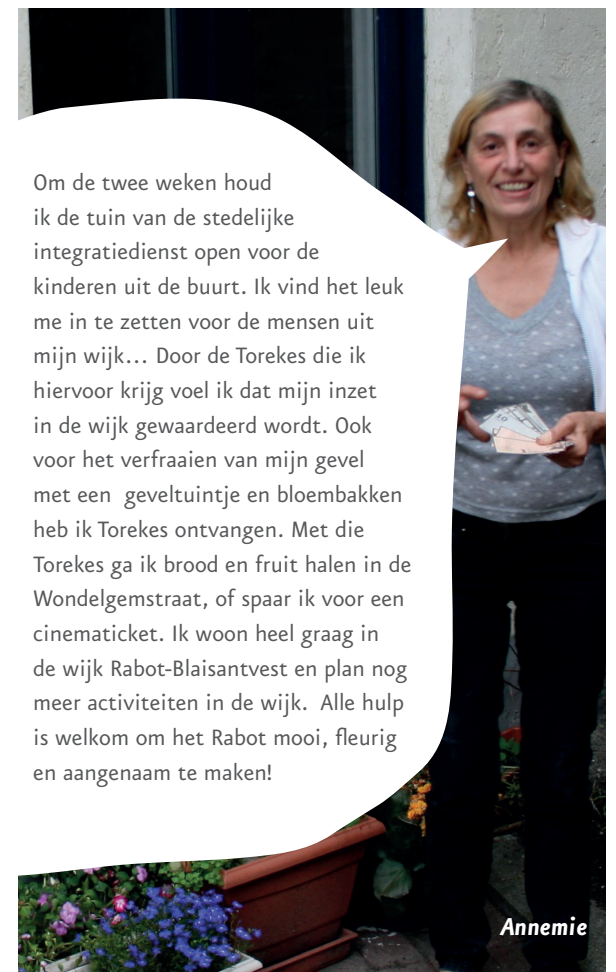 Om de twee weken houd
ik de tuin van de stedelijke
integratiedienst open voor de
kinderen uit de buurt. Ik vind het leuk
me in te zetten voor de mensen uit
mijn wijk... Door de Torekes die ik
hiervoor krijg voel ik dat mijn inzet
in de wijk gewaardeerd wordt. Ook
voor het verfraaien van mijn gevel
met een  geveltuintje en bloembakken
heb ik Torekes ontvangen. Met die
Torekes ga ik brood en fruit halen in de
Wondelgemstraat, of spaar ik voor een
cinematicket. Ik woon heel graag in
de wijk Rabot-Blaisantvest en plan nog
meer activiteiten in de wijk.  Alle hulp
is welkom om het Rabot mooi, fleurig
en aangenaam te maken!
Annemie